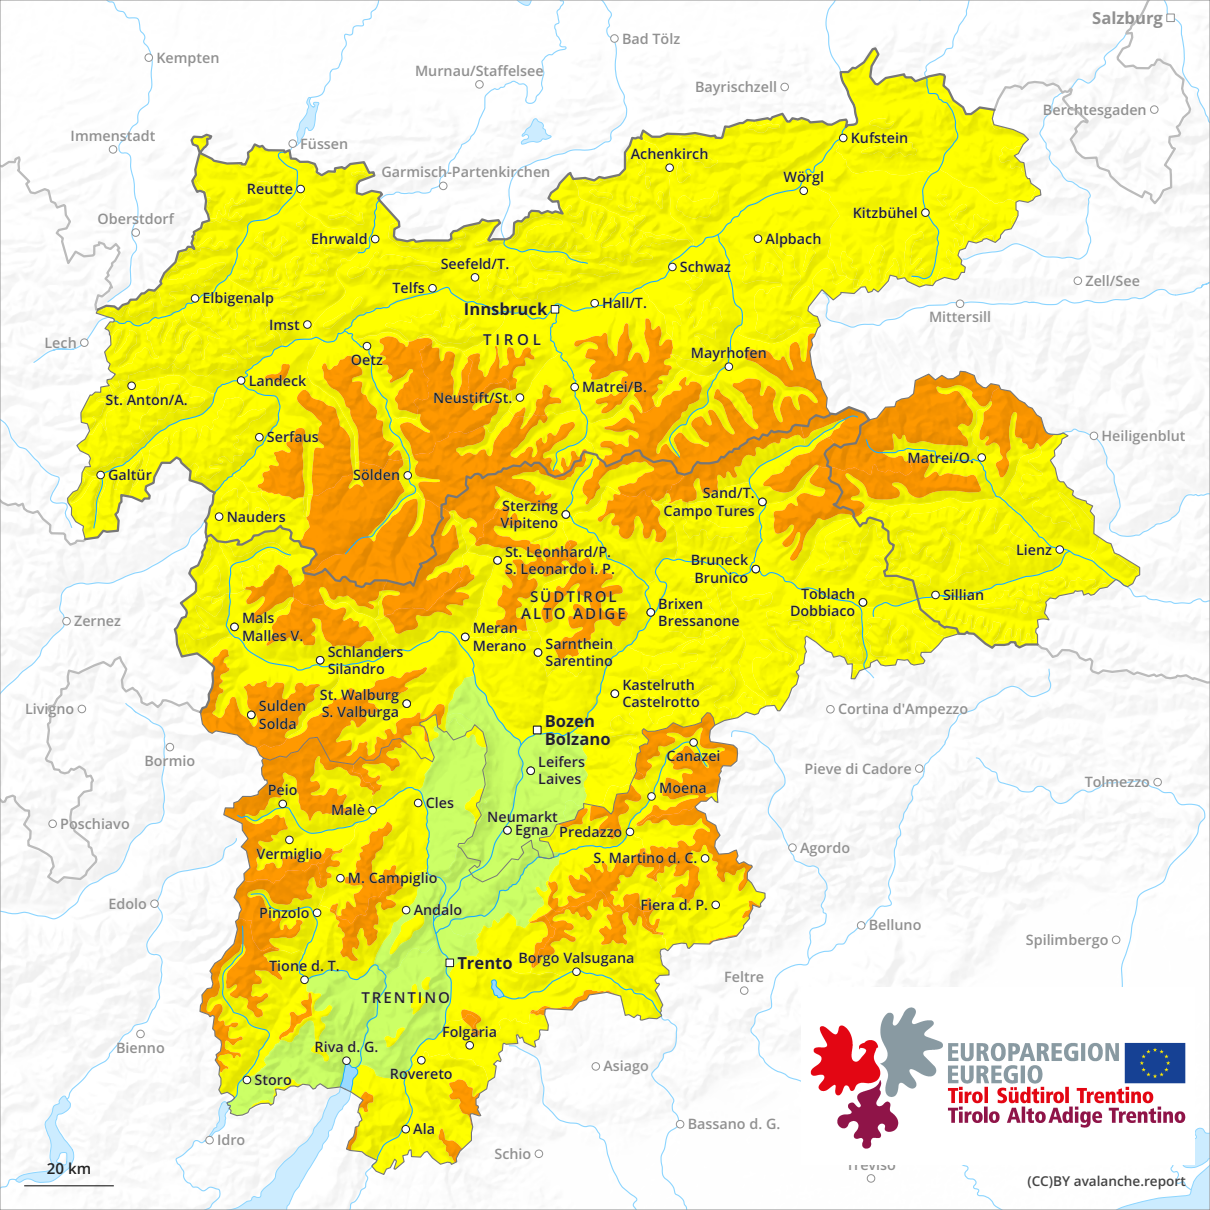 Salzburg
Bad Tölz
Kempten
Murnau/Staffelsee
Bayrischzell
Berchtesgaden
Immenstadt
Füssen
Kufstein
Achenkirch
Garmisch-Partenkirchen
Wörgl
Reutte
Oberstdorf
Kitzbühel
Ehrwald
Alpbach
Seefeld/T.
Schwaz
Zell/See
Telfs
Elbigenalp
Hall/T.
Innsbruck
Mittersill
Imst
TIROL
Lech
Oetz
Mayrhofen
Landeck
St. Anton/A.
Matrei/B.
Neustift/St.
Serfaus
Heiligenblut
Matrei/O.
Galtür
Sölden
Sand/T.
Campo Tures
Sterzing
Vipiteno
Nauders
Lienz
St. Leonhard/P.
S. Leonardo i. P.
Bruneck
Brunico
SÜDTIROL
ALTO ADIGE
Toblach
Dobbiaco
Sillian
Brixen
Bressanone
Zernez
Mals
Malles V.
Meran
Merano
Sarnthein
Sarentino
Schlanders
Silandro
Kastelruth
Castelrotto
St. Walburg
S. Valburga
Livigno
Sulden
Solda
Cortina d'Ampezzo
Bozen
Bolzano
Bormio
Canazei
Leifers
Laives
Pieve di Cadore
Tolmezzo
Moena
Peio
Malè
Cles
Neumarkt
Egna
Predazzo
Poschiavo
Vermiglio
S. Martino d. C.
Agordo
M. Campiglio
Edolo
Pinzolo
Andalo
Fiera d. P.
Belluno
Spilimbergo
Trento
Borgo Valsugana
Tione d. T.
Feltre
TRENTINO
Folgaria
Bienno
Riva d. G.
Rovereto
Asiago
Storo
EUROPAREGION
EUREGIO
Tirol Südtirol Trentino
Tirolo Alto Adige Trentino
Ala
Bassano d. G.
Idro
Schio
Treviso
20 km
(CC)BY avalanche.report